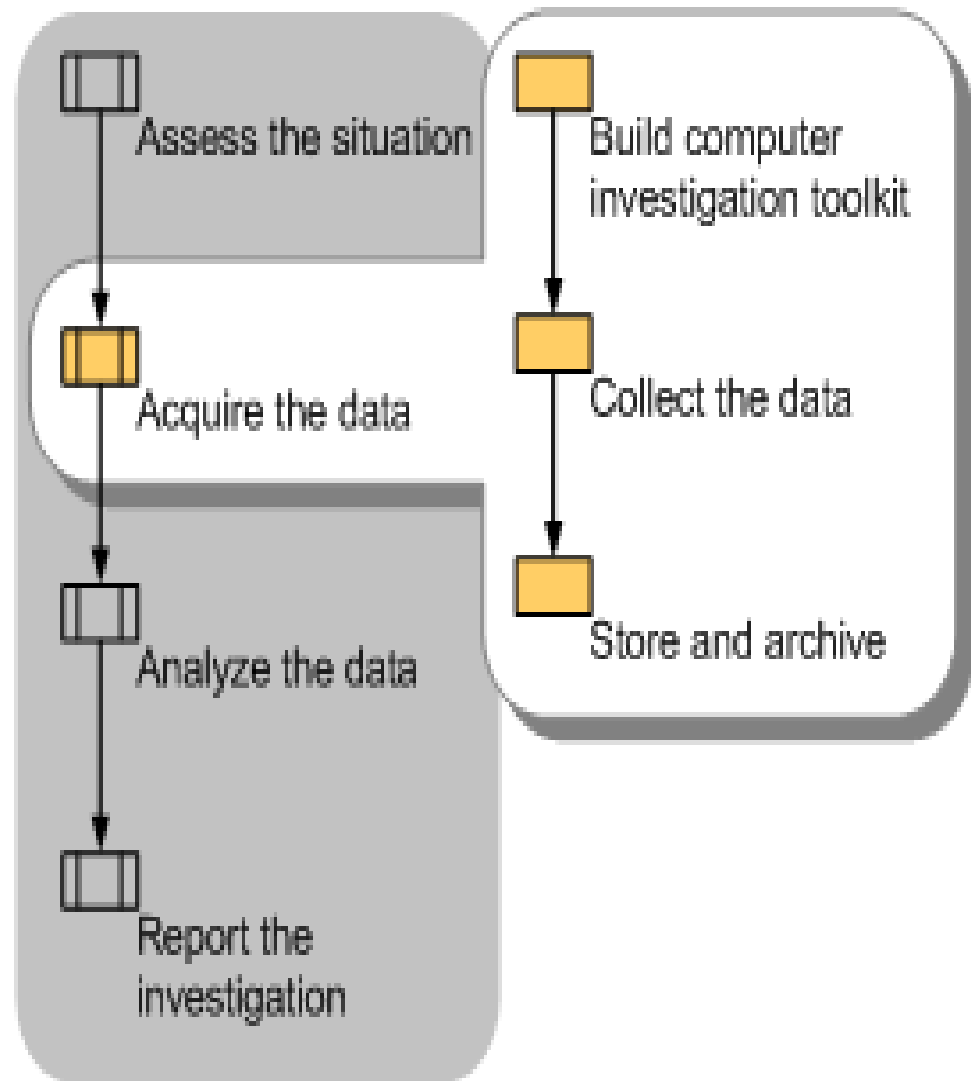 Assess the situation
Acquire the data
Analyze the data
Report the
investigation
Build computer
investigation toolkit
Collect the data
Store and archive